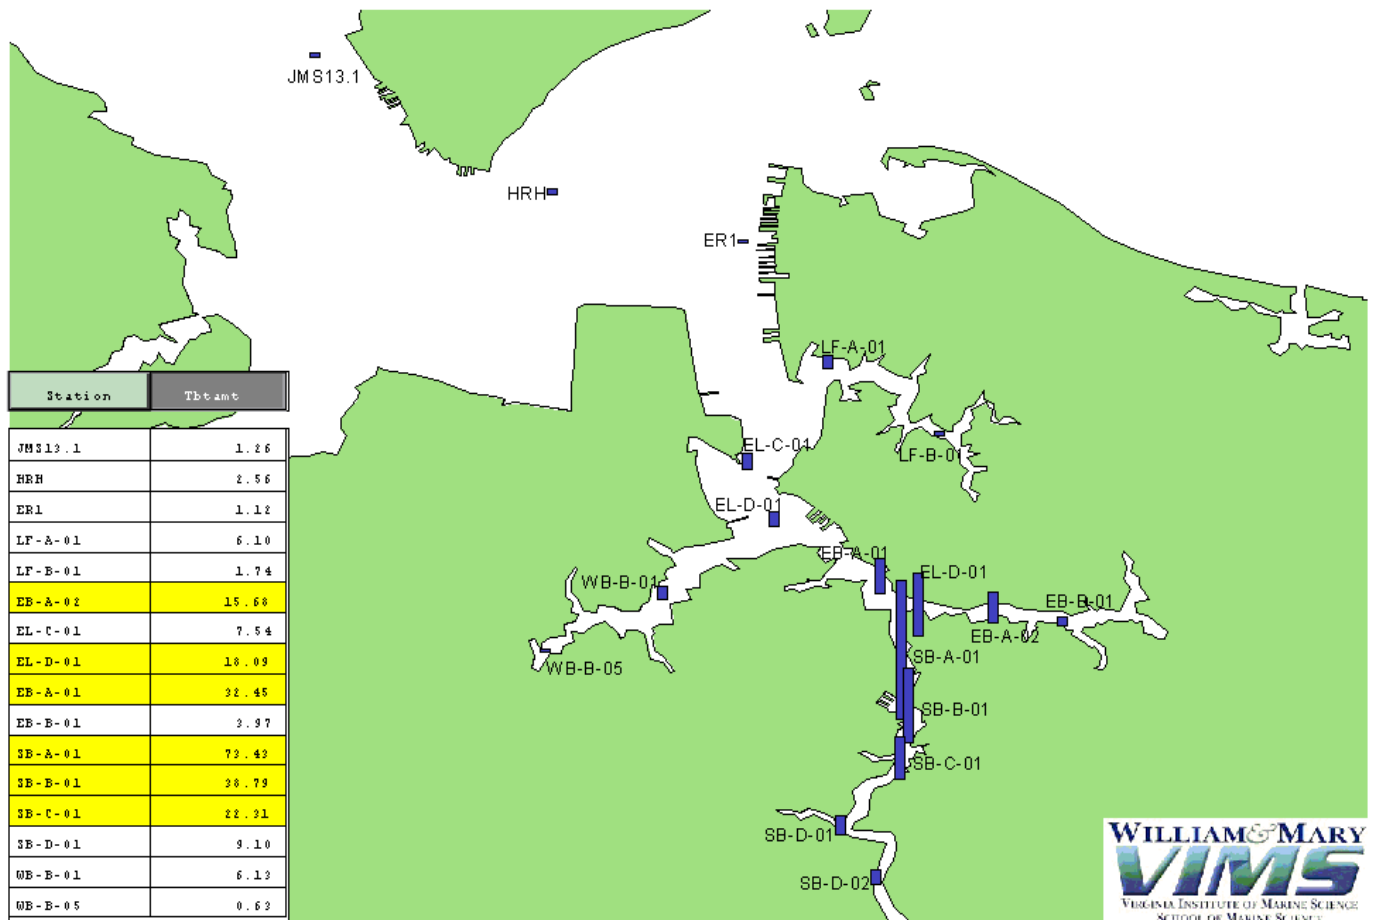 JMS13.1
HRH
ER1
LF-A-01
LF-B-01
EL-C-01
EL-D-01
EB-A-01
EL-D-01
WB-B-01
EB-B-01
EB-A-02
WB-B-05
SB-A-01
SB-B-01
SB-C-01
SB-D-01
SB-D-02
Station Tbtamt
JMS13.1 1.26
HRH 2.56
ER1 1.12
LF-A-01 6.10
LF-B-01 1.74
EB-A-02 15.68
EL-C-01 7.54
EL-D-01 18.09
EB-A-01 32.45
EB-B-01 3.97
SB-A-01 73.43
SB-B-01 38.79
SB-C-01 22.31
SB-D-01 9.10
WB-B-01 6.13
WB-B-05 0.63
WILLIAM & MARY
VIMS
VIRGINIA INSTITUTE OF MARINE SCIENCE
SCHOOL OF MARINE SCIENCE